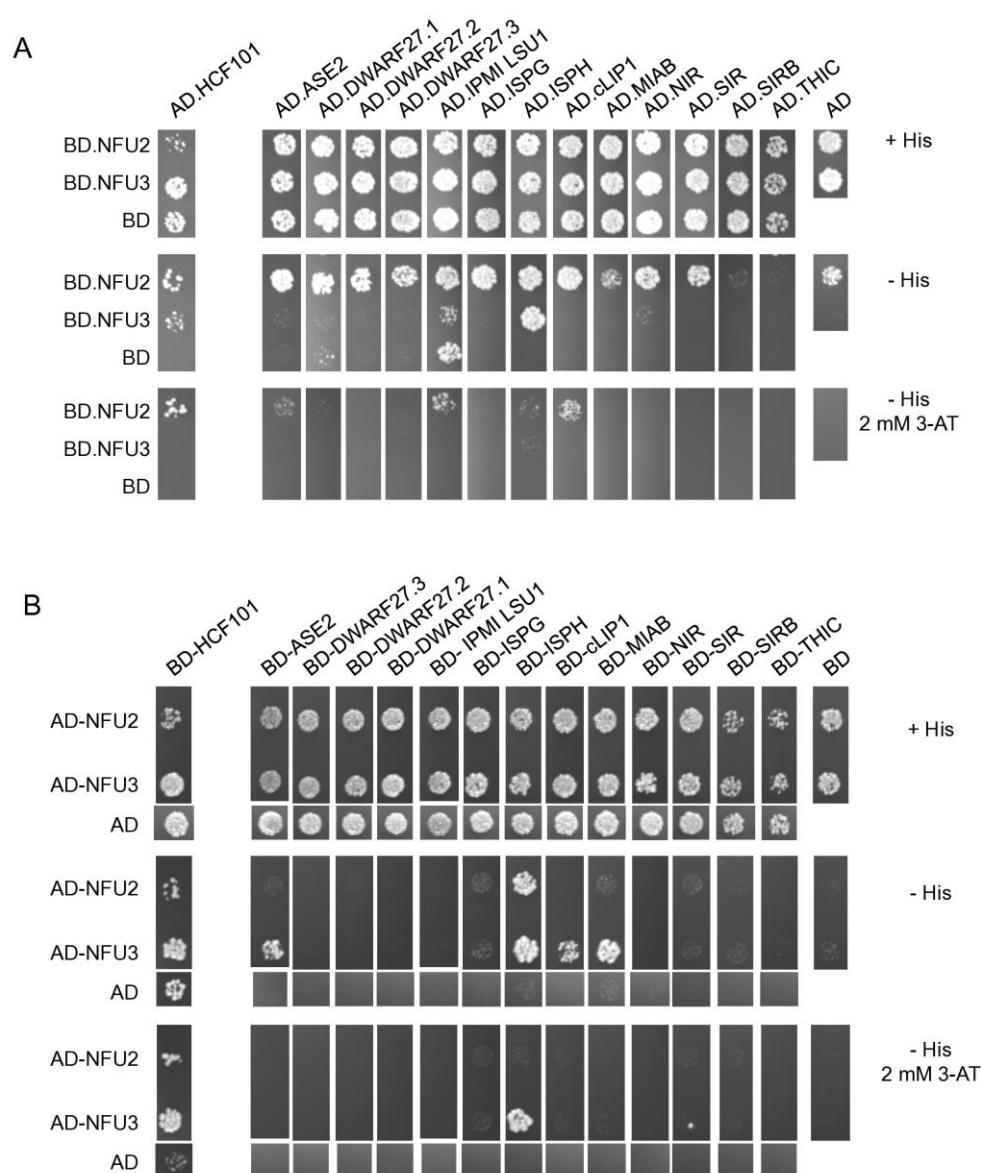 A
AD.HCF101
AD.ASE2
AD.DWARF27.1
AD.DWARF27.2
AD.DWARF27.3
AD.IPMI LSU1
AD.ISPG
AD.ISPH
AD.cLIP1
AD.MIAB
AD.NIR
AD.SIR
AD.SIRB
AD.THIC
AD
BD.NFU2
+ His
BD.NFU3
BD
BD.NFU2
- His
BD.NFU3
BD
BD.NFU2
- His
2 mM 3-AT
BD.NFU3
BD
B
BD-HCF101
BD-ASE2
BD-DWARF27.3
BD-DWARF27.2
BD-DWARF27.1
BD- IPMI LSU1
BD-ISPG
BD-ISPH
BD-cLIP1
BD-MIAB
BD-NIR
BD-SIR
BD-SIRB
BD-THIC
BD
AD-NFU2
+ His
AD-NFU3
AD
AD-NFU2
- His
AD-NFU3
AD
AD-NFU2
- His
2 mM 3-AT
AD-NFU3
AD